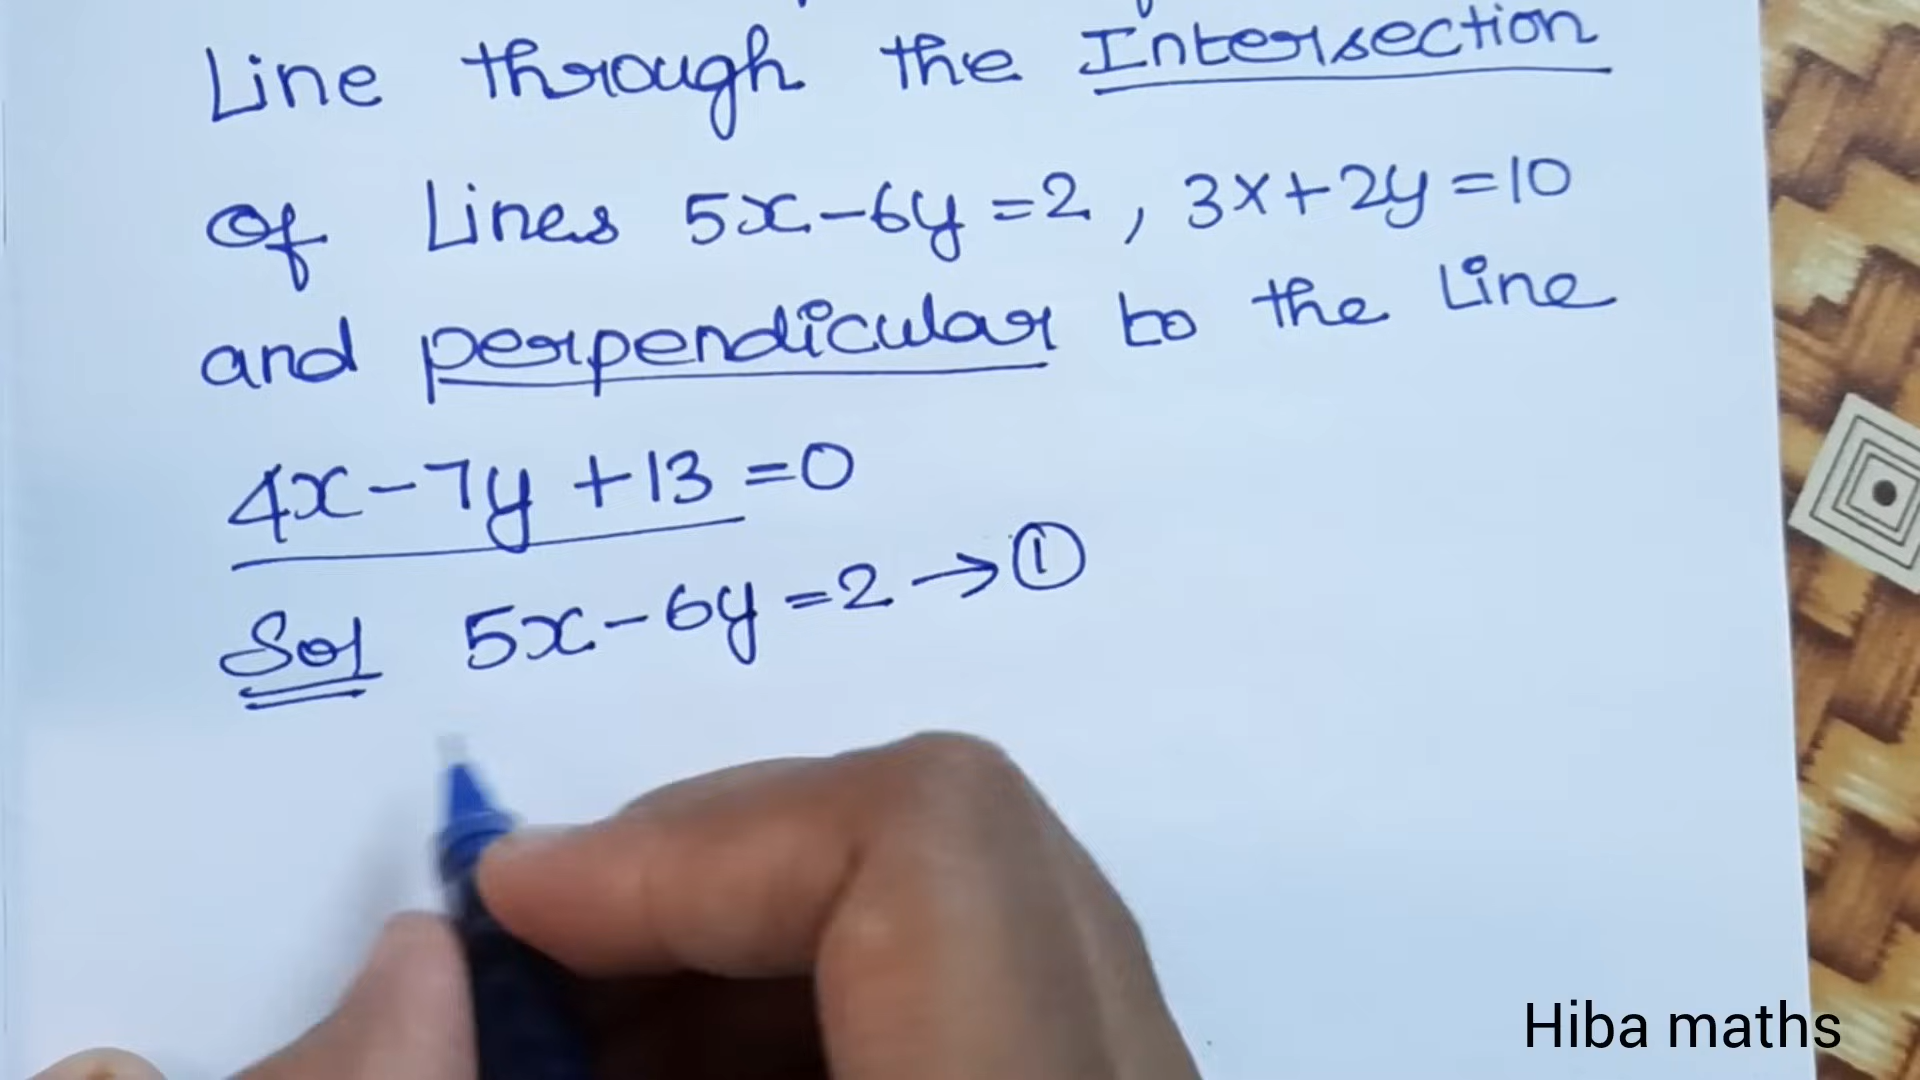 Line through the Intersection
of Lines 5x-6y=2, 3x+2y=10
and perpendicular to the Line
4x-7y+13=0
Sol 5x-6y=2→①
Hiba maths